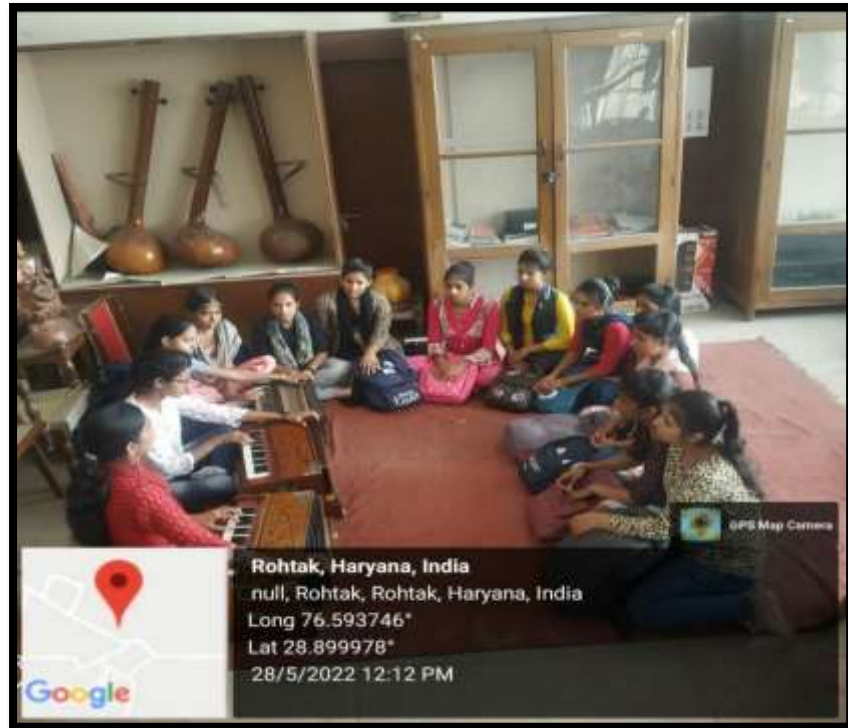 GPS Map Camera
Rohtak, Haryana, India
null, Rohtak, Rohtak, Haryana, India
Long 76.593746°
Lat 28.899978°
28/5/2022 12:12 PM
Google